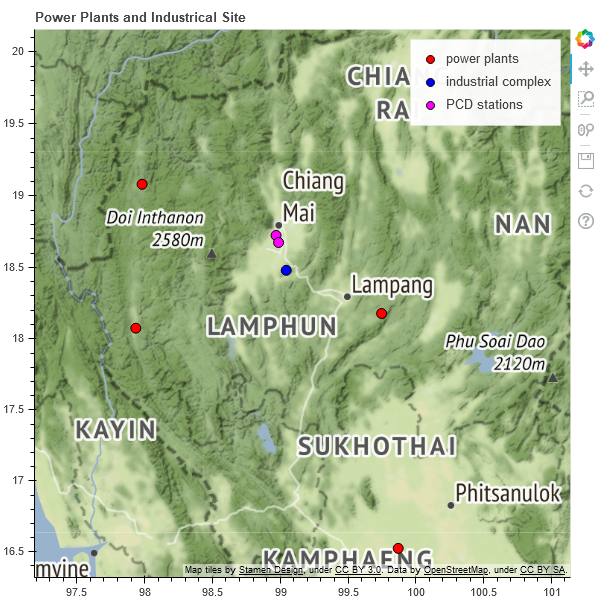 Power Plants and Industrical Site
power plants
industrial complex
PCD stations
CHIA
RA
Chiang
Mai
Doi Inthanon
2580m
NAN
Lampang
LAMPHUN
Phu Soai Dao
2120m
KAYIN
SUKHOTHAI
Phitsanulok
KAMPHAENG
mvine
Map tiles by Stamen Design, under CC BY 3.0. Data by OpenStreetMap, under CC BY SA.
20
19.5
19
18.5
18
17.5
17
16.5
97.5 98 98.5 99 99.5 100 100.5 101